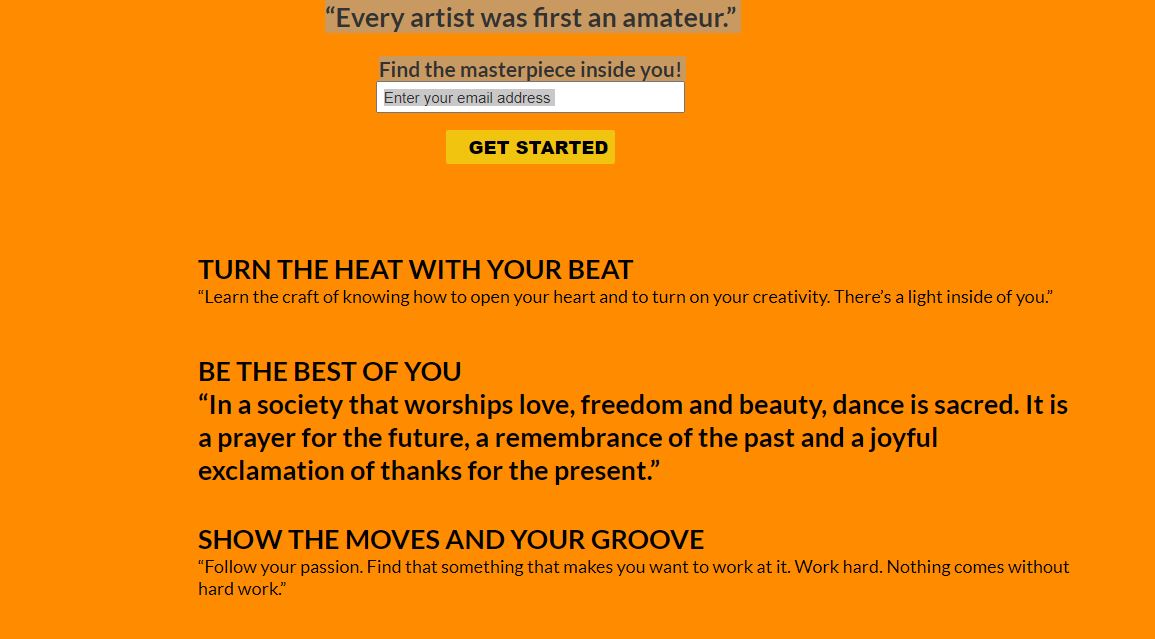 “Every artist was first an amateur.”
Find the masterpiece inside you!
Enter your email address
GET STARTED
TURN THE HEAT WITH YOUR BEAT
“Learn the craft of knowing how to open your heart and to turn on your creativity. There’s a light inside of you.”
BE THE BEST OF YOU
“In a society that worships love, freedom and beauty, dance is sacred. It is
a prayer for the future, a remembrance of the past and a joyful
exclamation of thanks for the present.”
SHOW THE MOVES AND YOUR GROOVE
“Follow your passion. Find that something that makes you want to work at it. Work hard. Nothing comes without
hard work.”